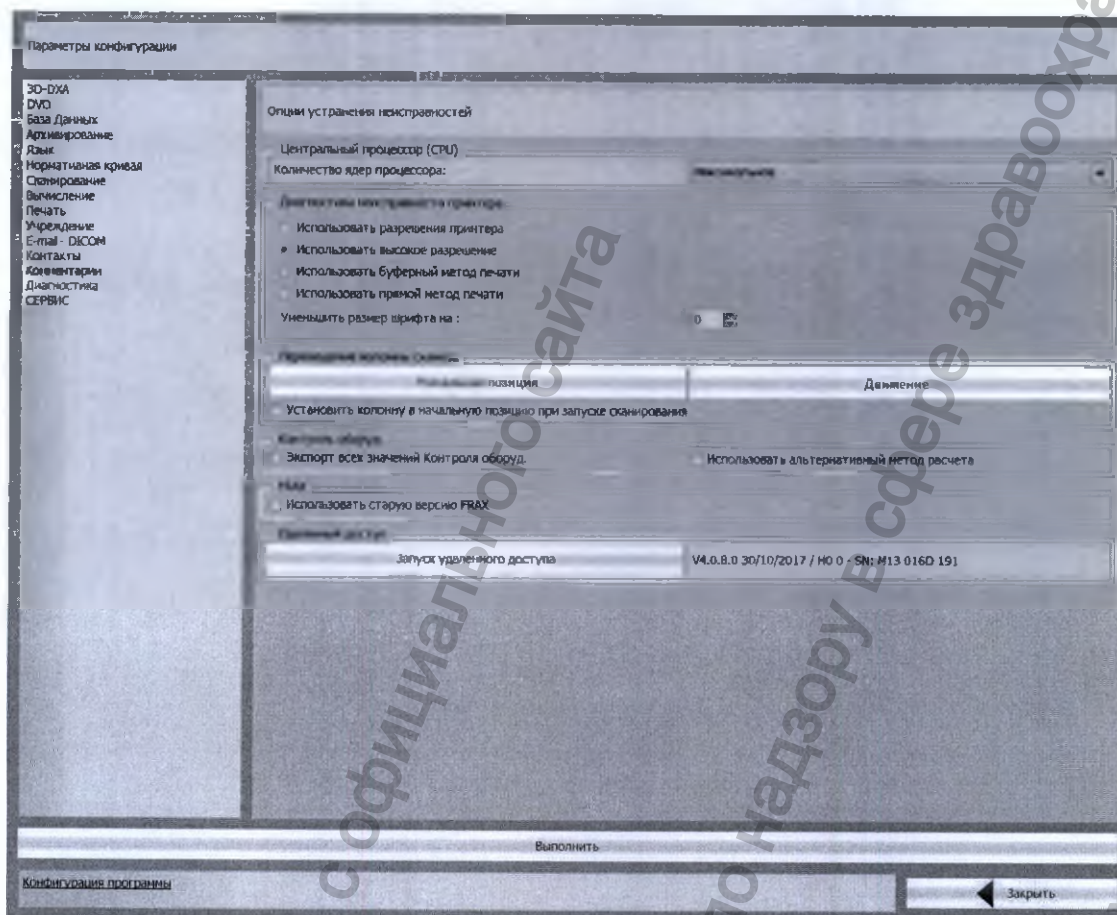 Параметры конфигурации
3D-DXA
DVO
База Данных
Архивирование
Язык
Нормативная кривая
Сканирование
Вычисление
Печать
Учреждение
E-mail - DICOM
Контакты
Комментарии
Диагностика
СЕРВИС
Опции устранения неисправностей
Центральный процессор (CPU)
Количество ядер процессора:
Использовать разрешения принтера
Использовать высокое разрешение
Использовать буферный метод печати
Использовать прямой метод печати
Уменьшить размер шрифта на :
0
позиция
Движение
Установить колонну в начальную позицию при запуске сканирования
Контроль оборуд.
Экспорт всех значений Контроля оборуд.
Использовать альтернативный метод расчета
FRAX
Использовать старую версию FRAX
Удаленный доступ
Запуск удаленного доступа
V4.0.8.0 30/10/2017 / H0 0 - SN: M13 016D 191
Выполнить
Конфигурация программы
Закрыть
с официального сайта
по надзору в сфере